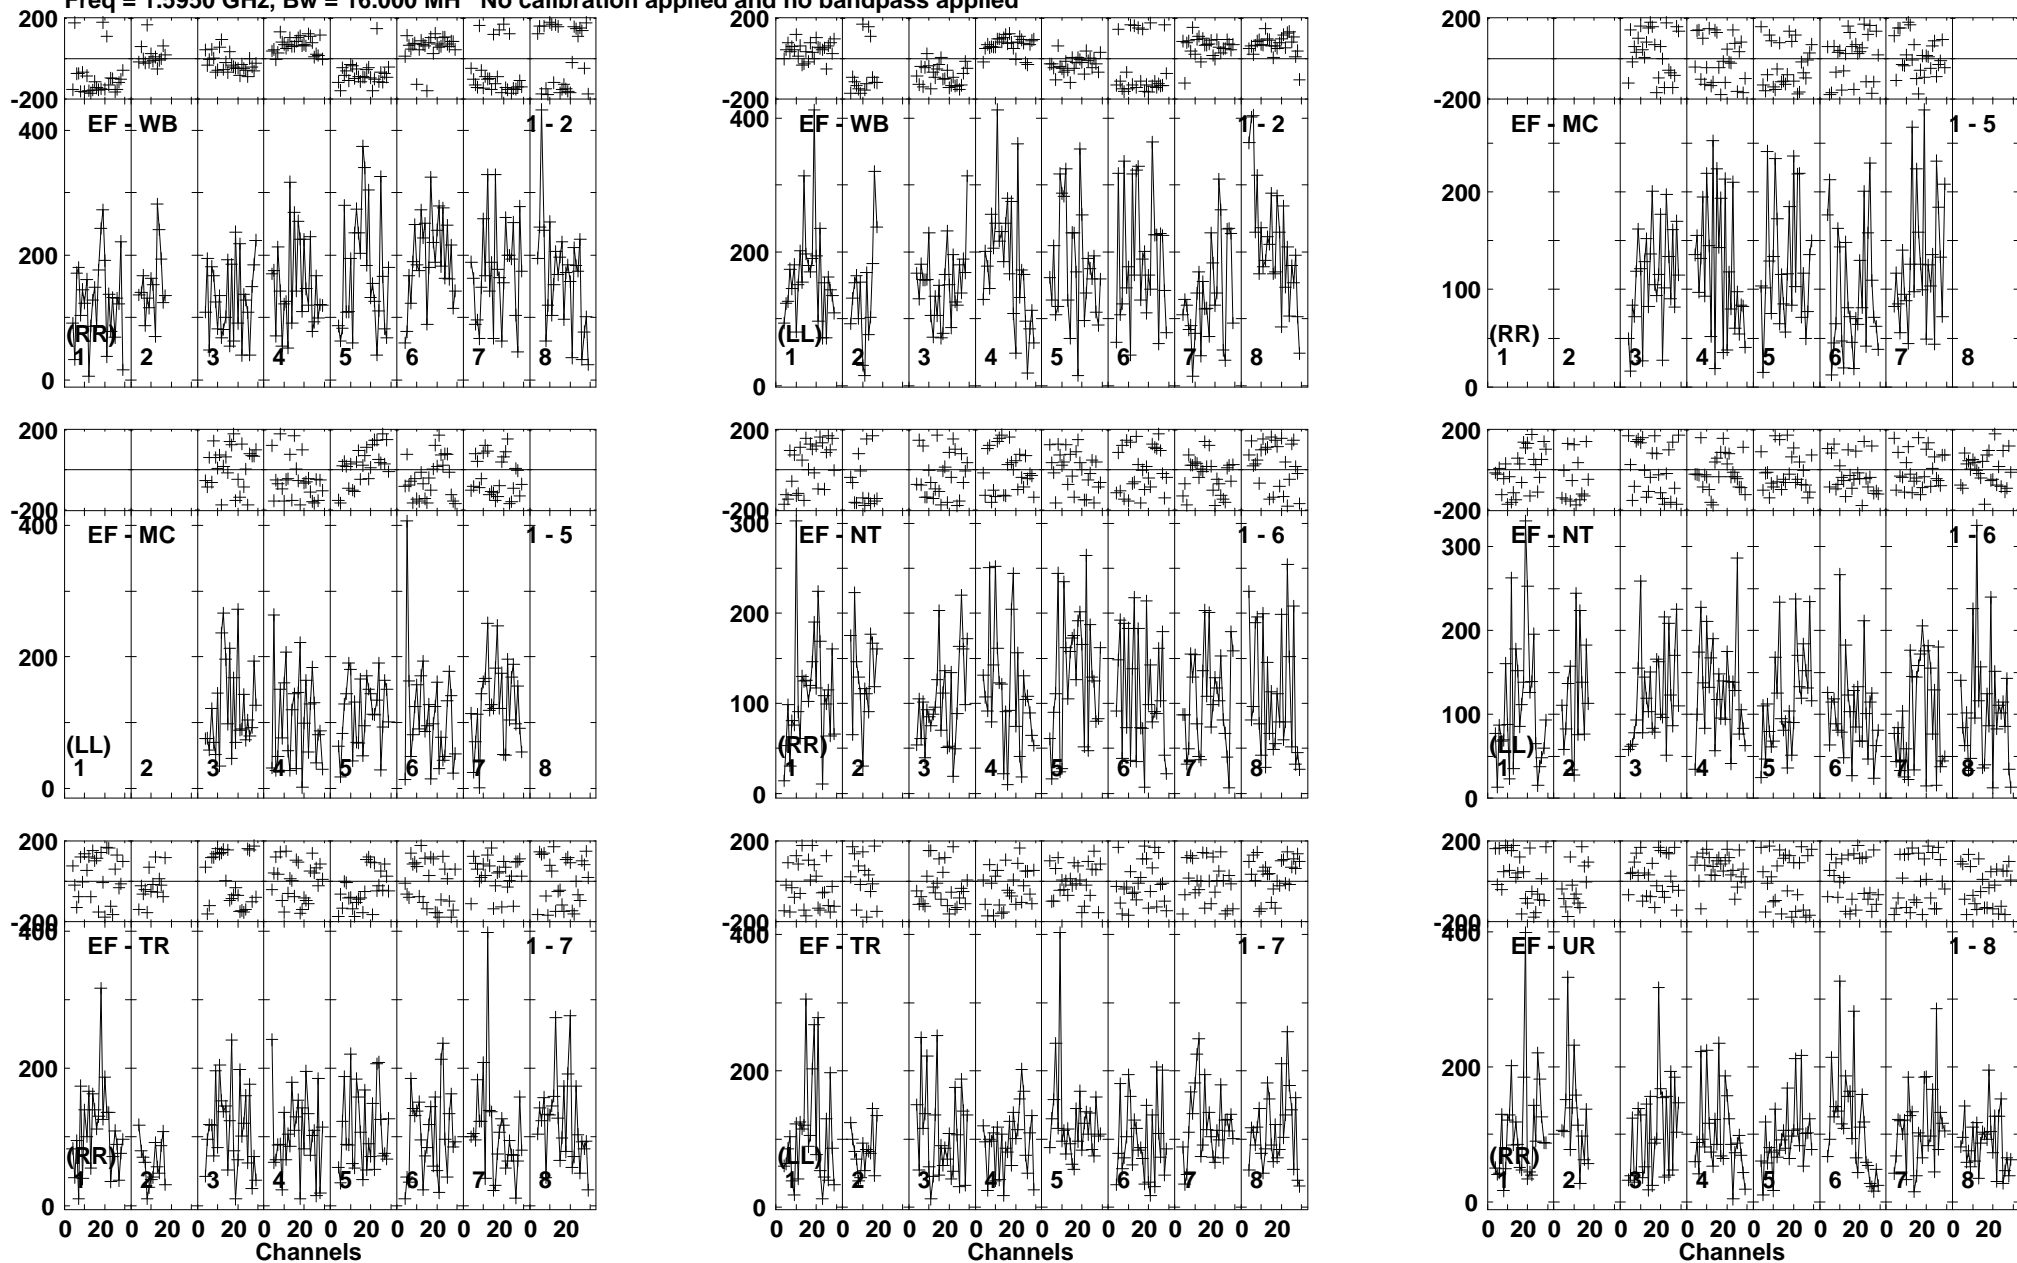 Freq = 1.5950 GHz, Bw = 16.000 MH No calibration applied and no bandpass applied
200 200 200
-200 -200 -200
EF - WB 1 - 2 EF - WB 1 - 2 EF - MC 1 - 5
400 400
200 200 200
100
(RR) (LL) (RR)
1 2 3 4 5 6 7 8 1 2 3 4 5 6 7 8 1 2 3 4 5 6 7 8
0 0 0
200 200 200
-200 -200 -200
EF - MC 1 - 5 EF - NT 1 - 6 EF - NT 1 - 6
400 300 300
200 200 200
100 100
(LL) (RR) (LL)
1 2 3 4 5 6 7 8 1 2 3 4 5 6 7 8 1 2 3 4 5 6 7 8
0 0 0
200 200 200
-200 -200 -200
400 400 400
EF - TR 1 - 7 EF - TR 1 - 7 EF - UR 1 - 8
200 200 200
(RR) (LL) (RR)
1 2 3 4 5 6 7 8 1 2 3 4 5 6 7 8 1 2 3 4 5 6 7 8
0 0 0
0 20 0 20 0 20 0 20 0 20 0 20 0 20 0 20 0 20 0 20 0 20 0 20 0 20 0 20 0 20 0 20 0 20 0 20 0 20 0 20 0 20 0 20 0 20 0 20
Channels Channels Channels